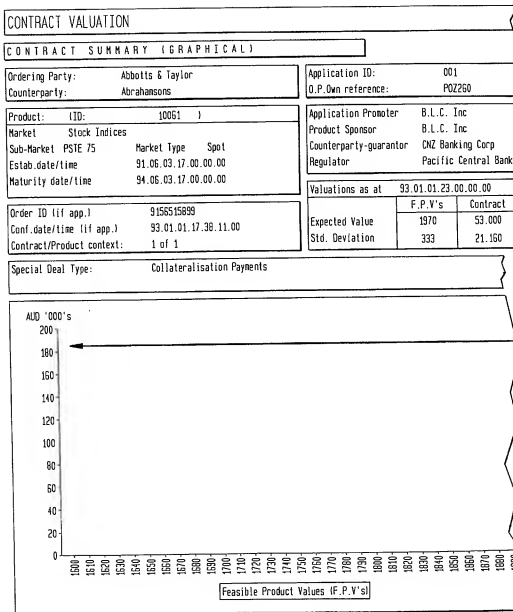 CONTRACT VALUATION
CONTRACT SUMMARY (GRAPHICAL)
Ordering Party: Abbotts & Taylor
Counterparty: Abrahamsons
Application ID: 001
O.P.Own reference: POZ2G0
Product: (ID: 10061 )
Market Stock Indices
Sub-Market PSTE 75 Market Type Spot
Estab.date/time 91.06.03.17.00.00.00
Maturity date/time 94.06.03.17.00.00.00
Application Promoter B.L.C. Inc
Product Sponsor B.L.C. Inc
Counterparty-guarantor CNZ Banking Corp
Regulator Pacific Central Bank
Order ID (if app.) 9156515899
Conf.date/time (if app.) 93.01.01.17.38.11.00
Contract/Product context: 1 of 1
Valuations as at 93.01.01.23.00.00.00
F.P.V's Contract
Expected Value 1970 53.000
Std. Deviation 333 21.160
Special Deal Type: Collateralisation Payments
AUD '000's
200
180
160
140
120
100
80
60
40
20
0
1600 1610 1620 1630 1640 1650 1660 1670 1680 1690 1700 1710 1720 1730 1740 1750 1760 1770 1780 1790 1800 1810 1820 1830 1840 1850 1860 1870 1880
Feasible Product Values (F.P.V's)